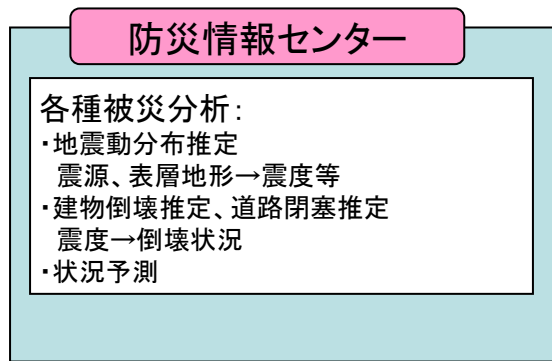 防災情報センター
各種被災分析：
・地震動分布推定
震源、表層地形→震度等
・建物倒壊推定、道路閉塞推定
震度→倒壊状況
・状況予測